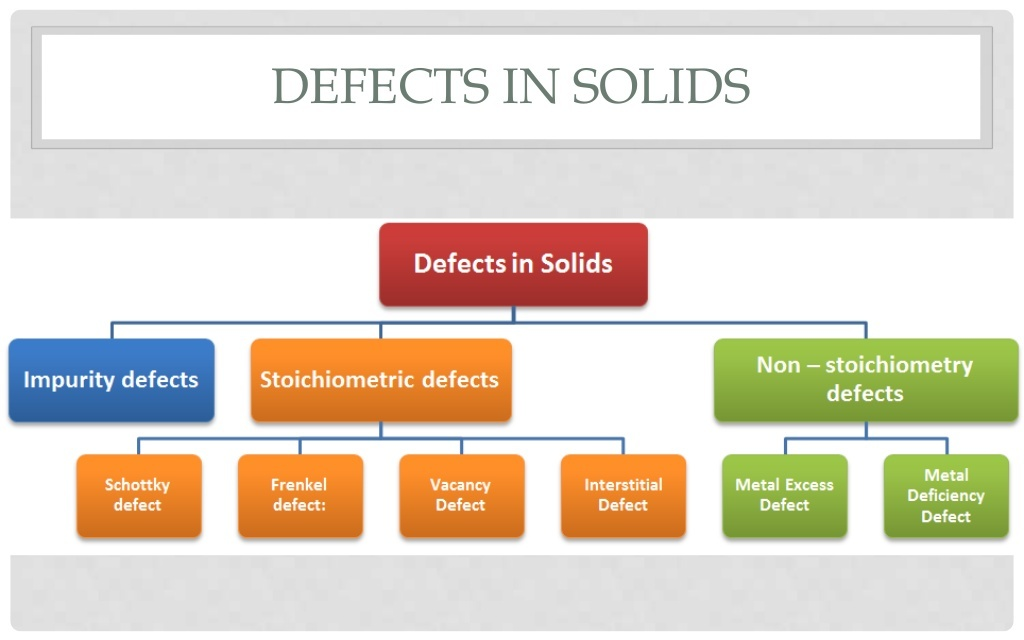 DEFECTS IN SOLIDS
Defects in Solids
Impurity defects
Stoichiometric defects
Non – stoichiometry
defects
Schottky
defect
Frenkel
defect:
Vacancy
Defect
Interstitial
Defect
Metal Excess
Defect
Metal
Deficiency
Defect